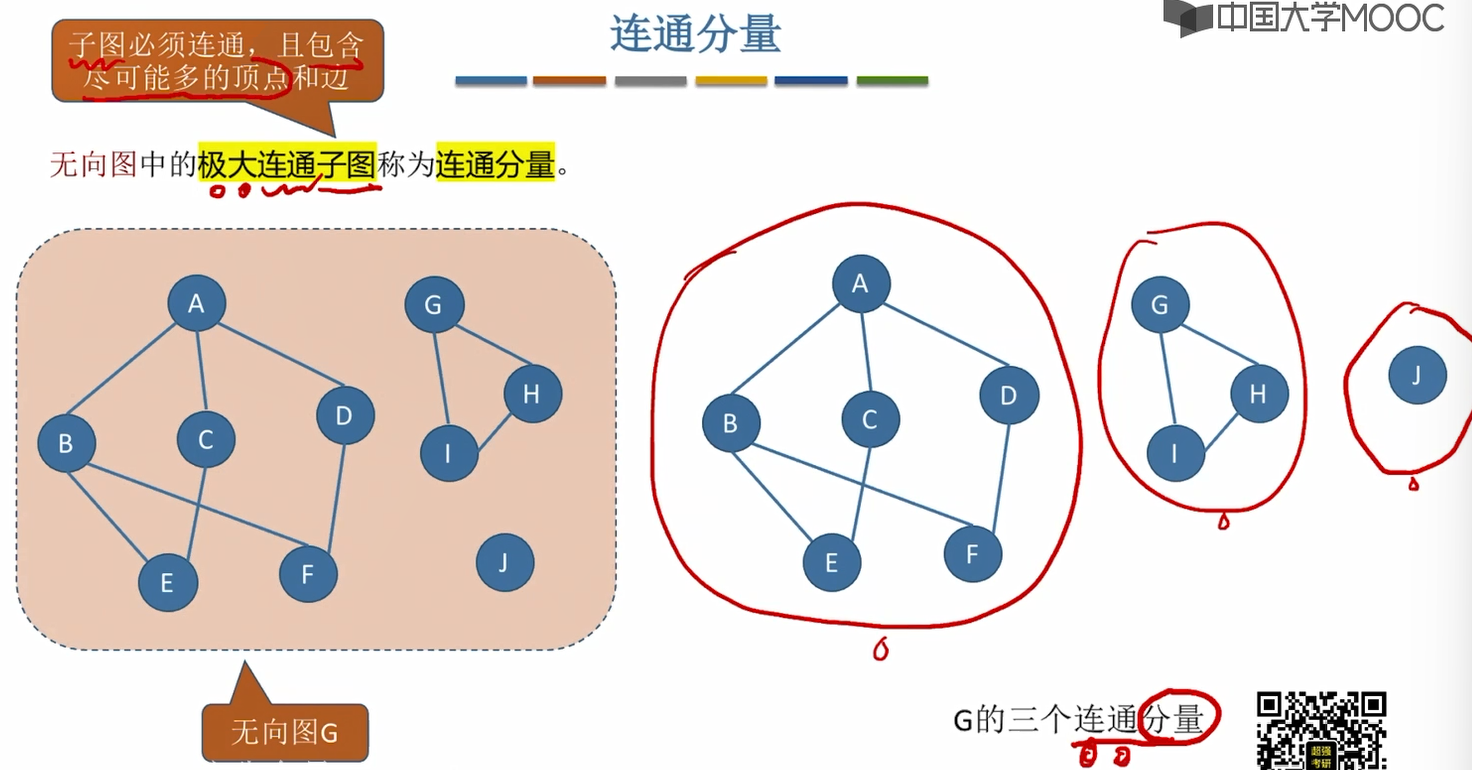 中国大学MOOC
连通分量
子图必须连通，且包含
尽可能多的顶点和边
无向图中的极大连通子图称为连通分量。
A
G
H
B
C
D
I
E
F
J
A
B
C
D
E
F
G
H
I
J
无向图G
G的三个连通分量
超强
考研